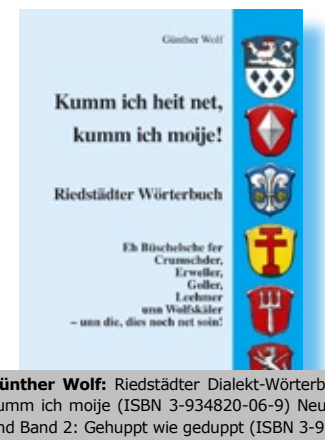 Günther Wolf
Kumm ich heit net,
kumm ich moije!
Riedstädter Wörterbuch
Eh Büschelsche fer
Crumschder,
Erweller,
Goller,
Leehmer
unn Wolfskäler
– unn die, dies noch net soin!
ünther Wolf: Riedstädter Dialekt-Wörterb
umm ich moije (ISBN 3-934820-06-9) Neu
nd Band 2: Gehuppt wie geduppt (ISBN 3-9